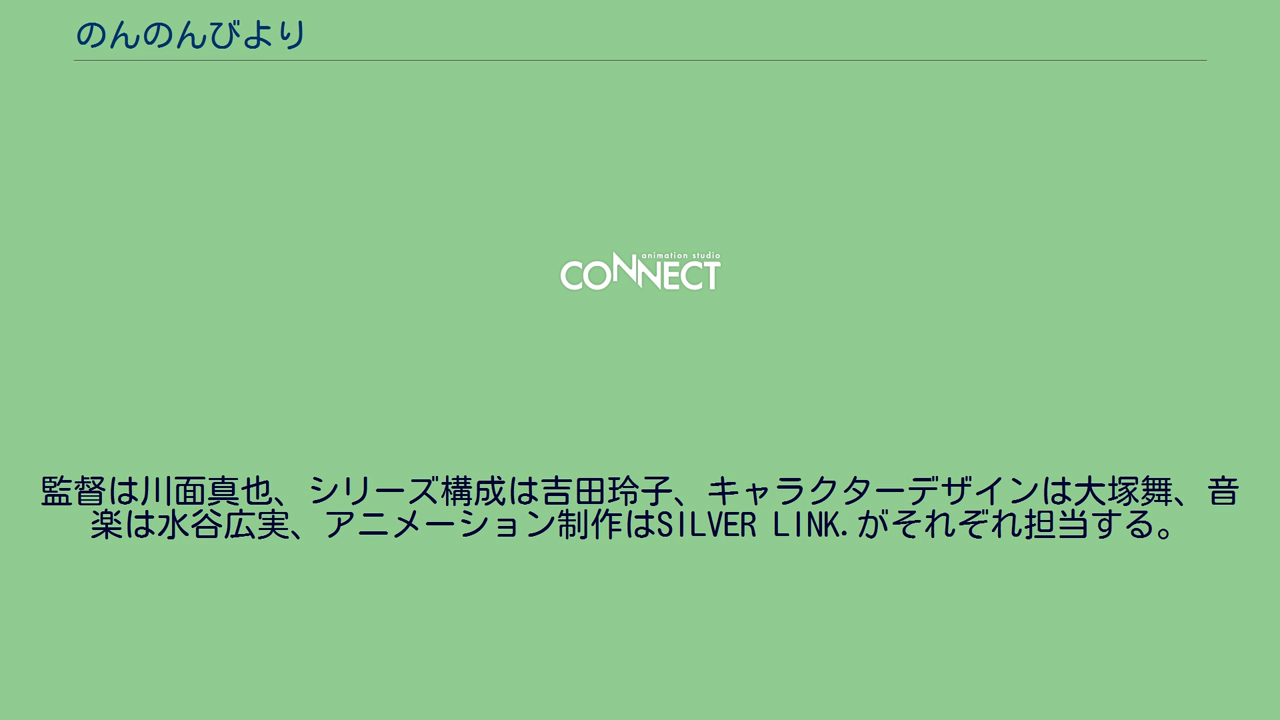 のんのんびより
animation studio
CONNECT
監督は川面真也、シリーズ構成は吉田玲子、キャラクターデザインは大塚舞、音
楽は水谷広実、アニメーション制作はSILVER LINK.がそれぞれ担当する。